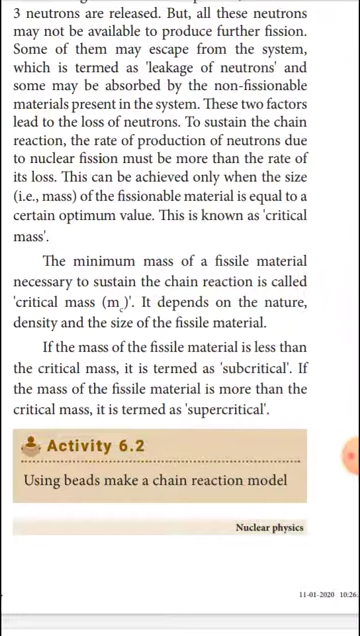 3 neutrons are released. But, all these neutrons
may not be available to produce further fission.
Some of them may escape from the system,
which is termed as 'leakage of neutrons' and
some may be absorbed by the non-fissionable
materials present in the system. These two factors
lead to the loss of neutrons. To sustain the chain
reaction, the rate of production of neutrons due
to nuclear fission must be more than the rate of
its loss. This can be achieved only when the size
(i.e., mass) of the fissionable material is equal to a
certain optimum value. This is known as 'critical
mass'.
The minimum mass of a fissile material
necessary to sustain the chain reaction is called
'critical mass (mc)'. It depends on the nature,
density and the size of the fissile material.
If the mass of the fissile material is less than
the critical mass, it is termed as 'subcritical'. If
the mass of the fissile material is more than the
critical mass, it is termed as 'supercritical'.
Activity 6.2
Using beads make a chain reaction model
Nuclear physics
11-01-2020 10:26